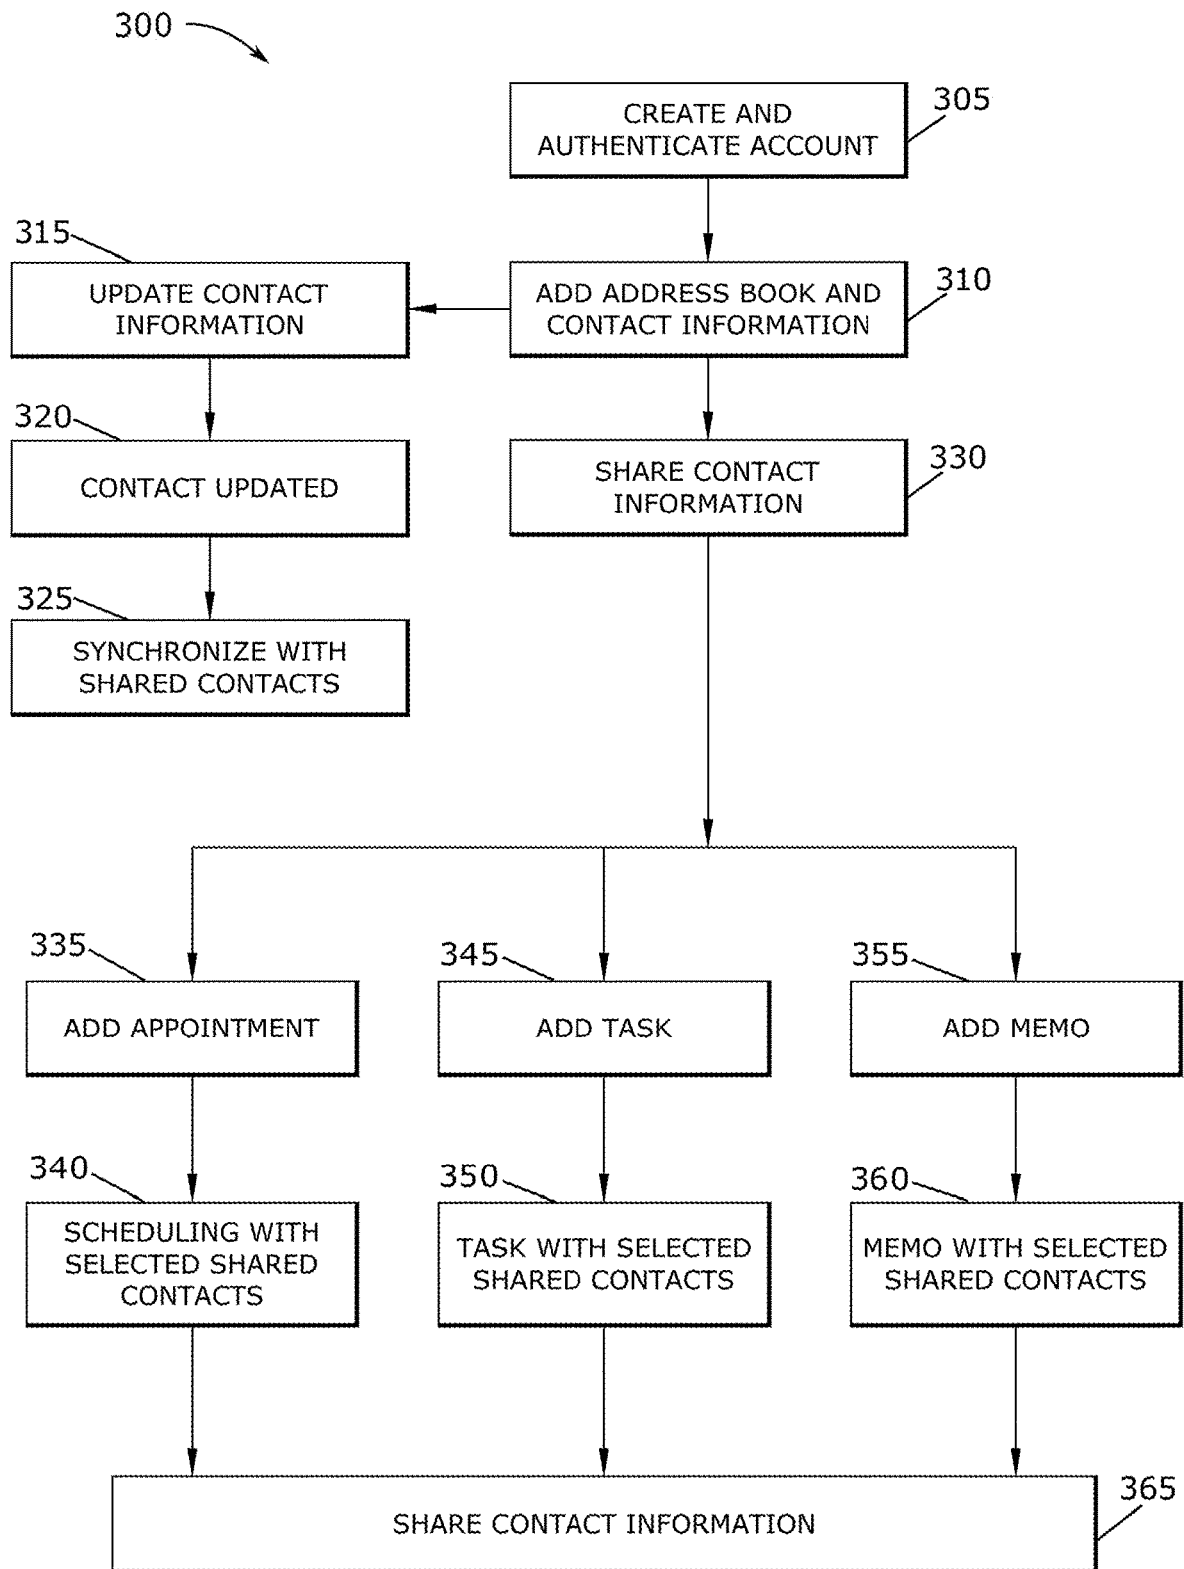 300
CREATE AND
AUTHENTICATE ACCOUNT
305
315
UPDATE CONTACT
INFORMATION
ADD ADDRESS BOOK AND
CONTACT INFORMATION
310
320
CONTACT UPDATED
SHARE CONTACT
INFORMATION
330
325
SYNCHRONIZE WITH
SHARED CONTACTS
335
ADD APPOINTMENT
345
ADD TASK
355
ADD MEMO
340
SCHEDULING WITH
SELECTED SHARED
CONTACTS
350
TASK WITH SELECTED
SHARED CONTACTS
360
MEMO WITH SELECTED
SHARED CONTACTS
SHARE CONTACT INFORMATION
365